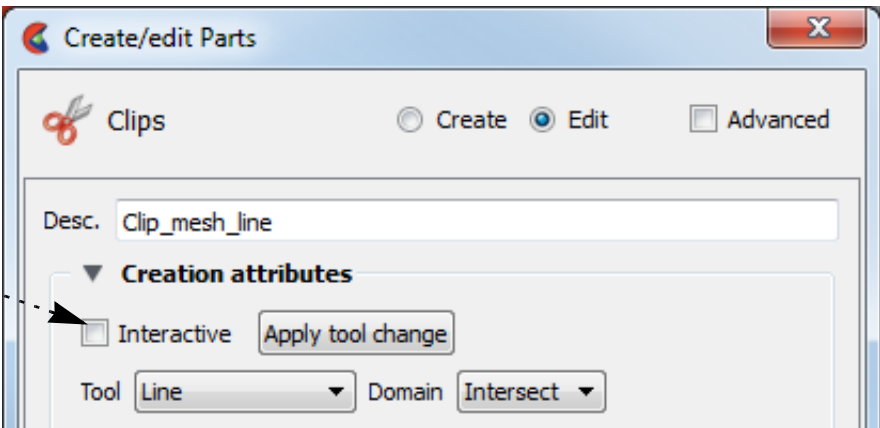 Create/edit Parts
Clips Create Edit Advanced
Desc. Clip_mesh_line
Creation attributes
Interactive Apply tool change
Tool Line Domain Intersect